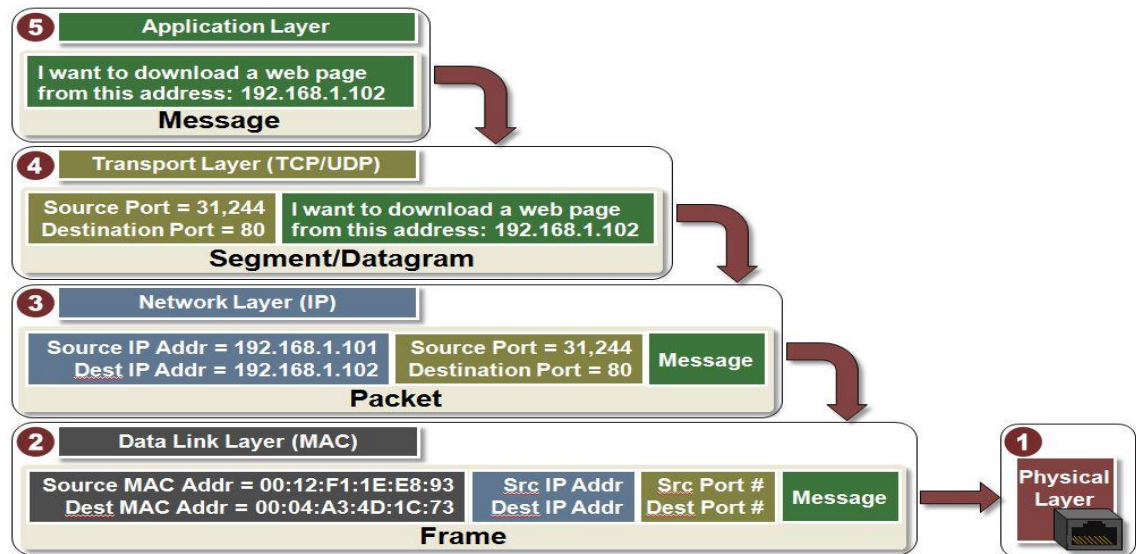 5 Application Layer
I want to download a web page
from this address: 192.168.1.102
Message
4 Transport Layer (TCP/UDP)
Source Port = 31,244
Destination Port = 80
I want to download a web page
from this address: 192.168.1.102
Segment/Datagram
3 Network Layer (IP)
Source IP Addr = 192.168.1.101
Dest IP Addr = 192.168.1.102
Source Port = 31,244
Destination Port = 80
Message
Packet
2 Data Link Layer (MAC)
Source MAC Addr = 00:12:F1:1E:E8:93
Dest MAC Addr = 00:04:A3:4D:1C:73
Src IP Addr
Dest IP Addr
Src Port #
Dest Port #
Message
Frame
1
Physical
Layer